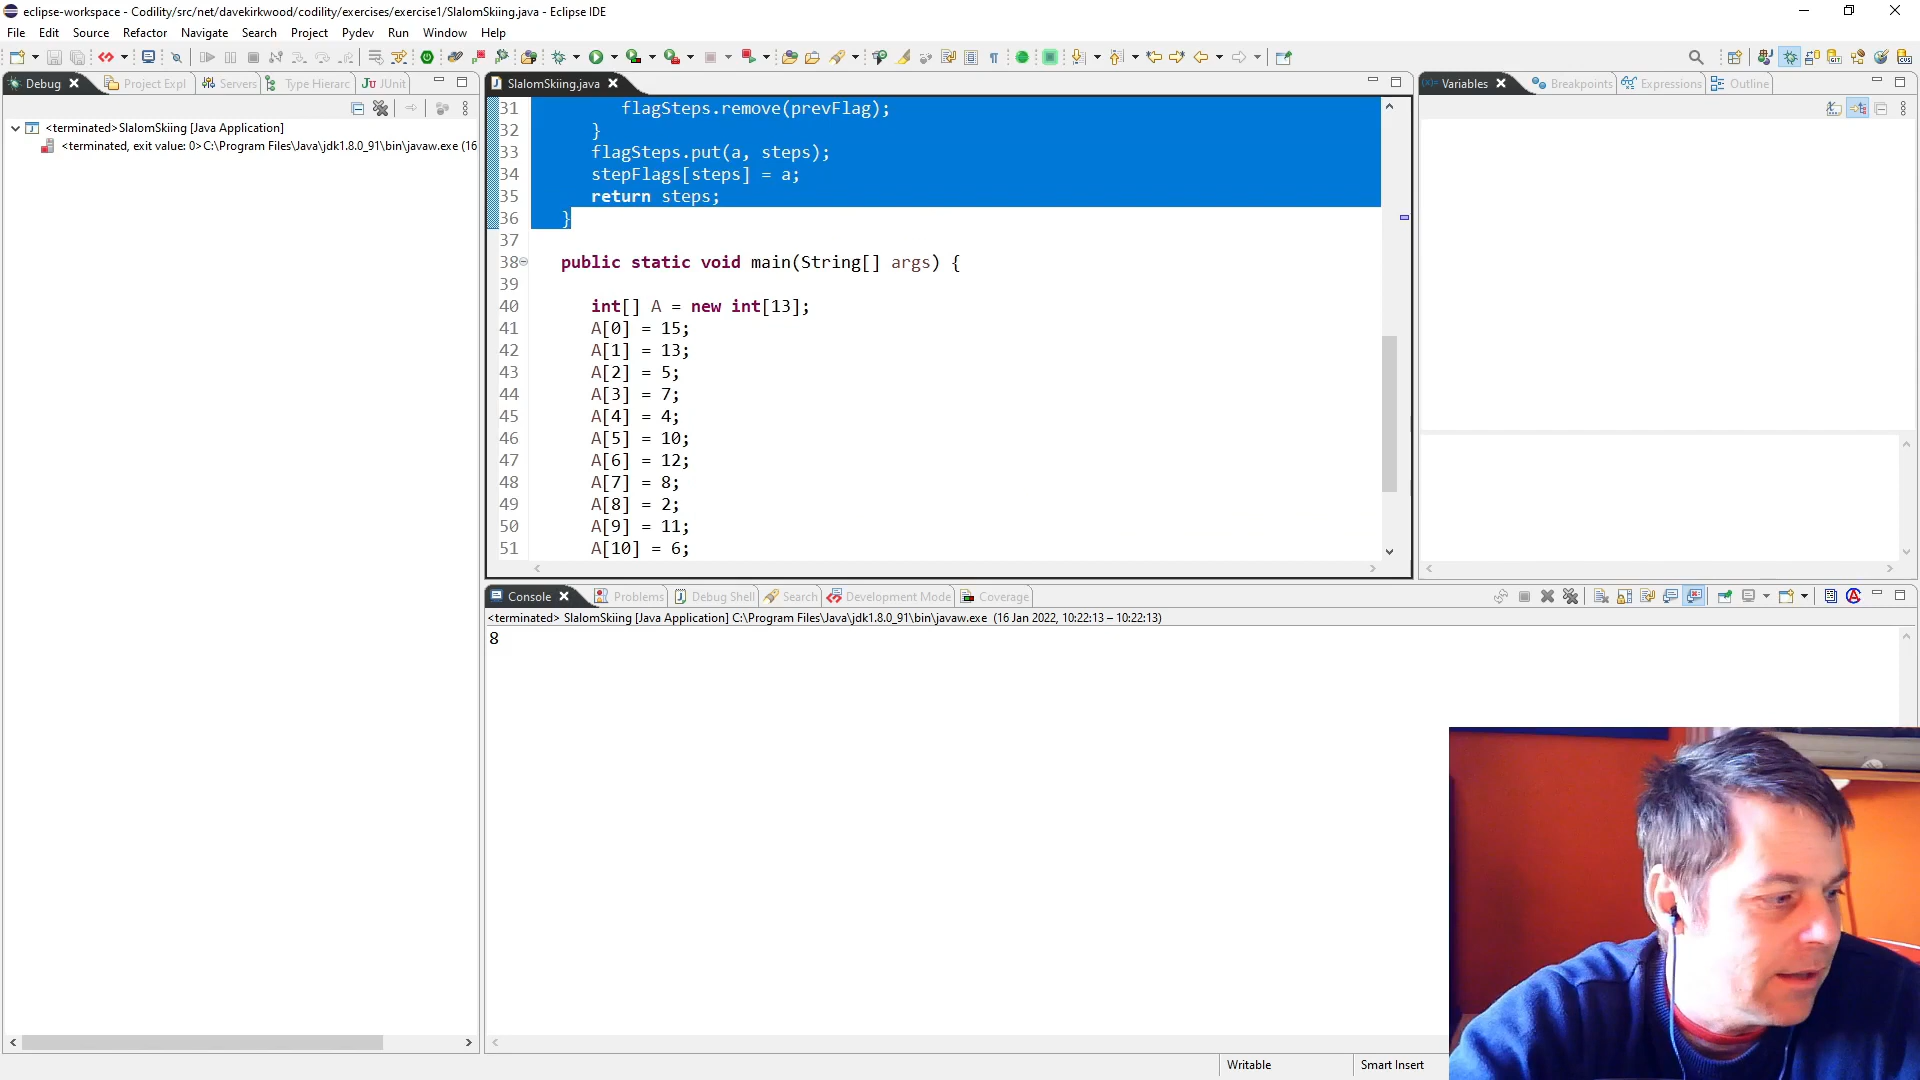 eclipse-workspace - Codility/src/net/davekirkwood/codility/exercises/exercise1/SlalomSkiing.java - Eclipse IDE
File Edit Source Refactor Navigate Search Project Pydev Run Window Help
Debug Project Expl Servers Type Hierarc JUnit
<terminated>SlalomSkiing [Java Application]
<terminated, exit value: 0>C:\Program Files\Java\jdk1.8.0_91\bin\javaw.exe (16
SlalomSkiing.java
31 flagSteps.remove(prevFlag);
32 }
33 flagSteps.put(a, steps);
34 stepFlags[steps] = a;
35 return steps;
36 }
37
38 public static void main(String[] args) {
39
40 int[] A = new int[13];
41 A[0] = 15;
42 A[1] = 13;
43 A[2] = 5;
44 A[3] = 7;
45 A[4] = 4;
46 A[5] = 10;
47 A[6] = 12;
48 A[7] = 8;
49 A[8] = 2;
50 A[9] = 11;
51 A[10] = 6;
Variables Breakpoints Expressions Outline
Console Problems Debug Shell Search Development Mode Coverage
<terminated> SlalomSkiing [Java Application] C:\Program Files\Java\jdk1.8.0_91\bin\javaw.exe (16 Jan 2022, 10:22:13 – 10:22:13)
8
Writable Smart Insert